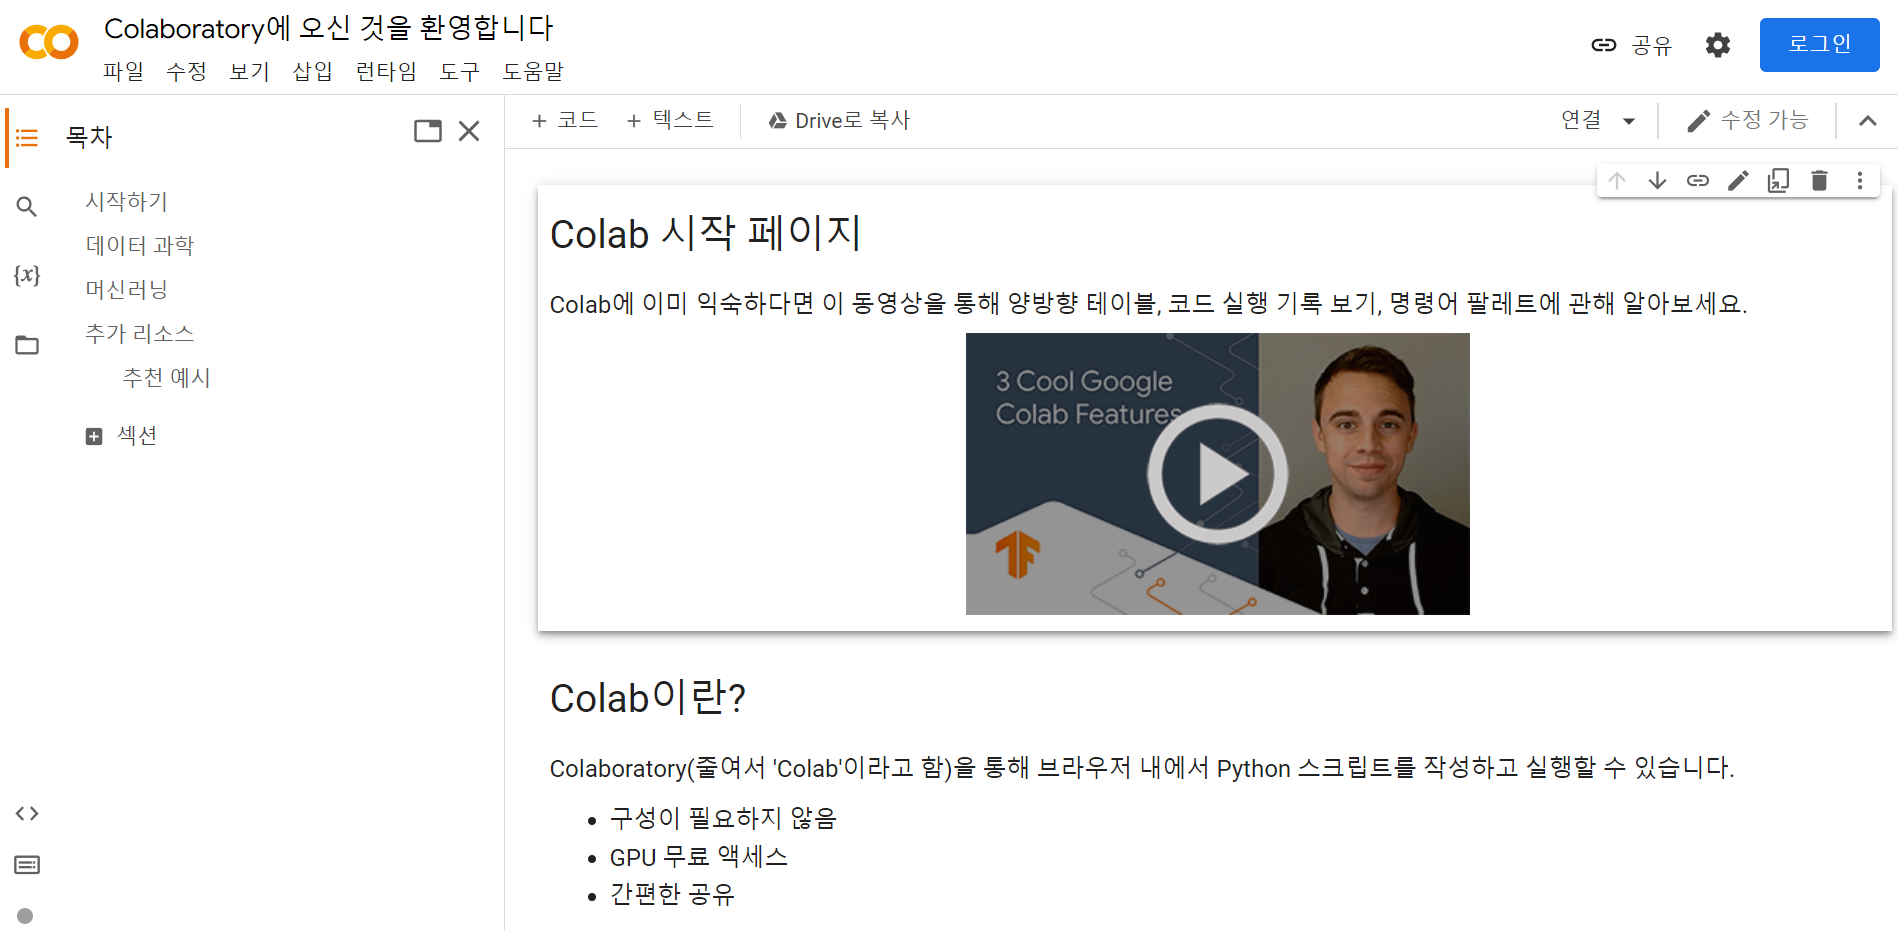 Colaboratory에 오신 것을 환영합니다
파일 수정 보기 삽입 런타임 도구 도움말
공유
로그인
목차
시작하기
데이터 과학
머신러닝
추가 리소스
추천 예시
섹션
{x}
+ 코드 + 텍스트 Drive로 복사
연결 수정 가능
Colab 시작 페이지
Colab에 이미 익숙하다면 이 동영상을 통해 양방향 테이블, 코드 실행 기록 보기, 명령어 팔레트에 관해 알아보세요.
3 Cool Google
Colab Features
Colab이란?
Colaboratory(줄여서 'Colab'이라고 함)을 통해 브라우저 내에서 Python 스크립트를 작성하고 실행할 수 있습니다.
• 구성이 필요하지 않음
• GPU 무료 액세스
• 간편한 공유